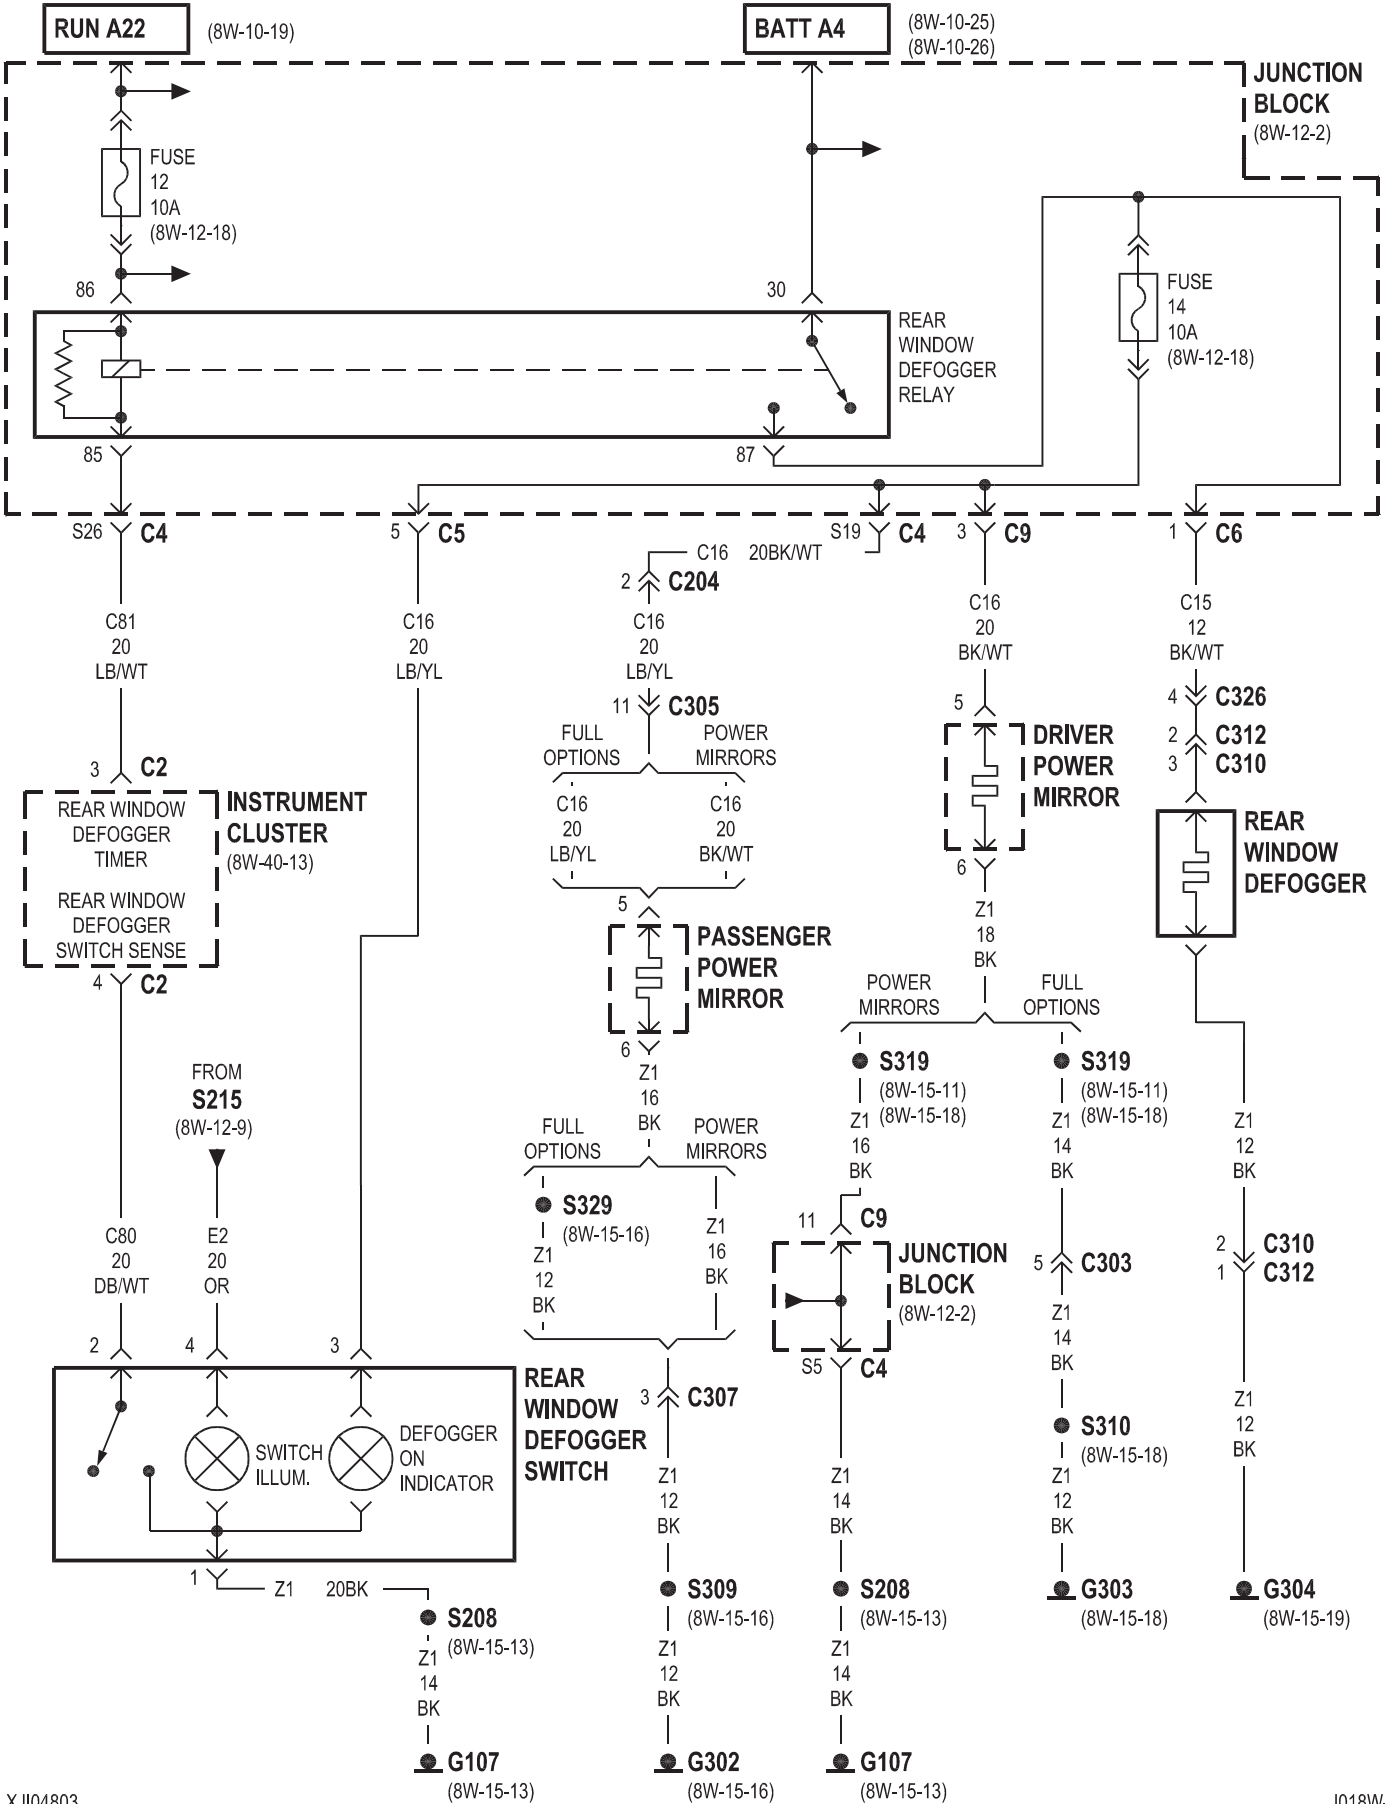 RUN A22
(8W-10-19)
BATT A4
(8W-10-25)
(8W-10-26)
JUNCTION
BLOCK
(8W-12-2)
FUSE
12
10A
(8W-12-18)
86
30
FUSE
14
10A
(8W-12-18)
REAR
WINDOW
DEFOGGER
RELAY
85
87
S26 C4
5 C5
S19 C4
3 C9
1 C6
C16 20BK/WT
2 C204
C81
20
LB/WT
C16
20
LB/YL
C16
20
LB/YL
C16
20
BK/WT
C15
12
BK/WT
11 C305
5
4 C326
2 C312
3 C310
FULL
OPTIONS
POWER
MIRRORS
DRIVER
POWER
MIRROR
3 C2
REAR WINDOW
DEFOGGER
TIMER
REAR WINDOW
DEFOGGER
SWITCH SENSE
INSTRUMENT
CLUSTER
(8W-40-13)
4 C2
C16
20
LB/YL
C16
20
BK/WT
REAR
WINDOW
DEFOGGER
6
5
PASSENGER
POWER
MIRROR
Z1
18
BK
POWER
MIRRORS
FULL
OPTIONS
6
Z1
16
BK
S319
(8W-15-11)
(8W-15-18)
S319
(8W-15-11)
(8W-15-18)
FROM
S215
(8W-12-9)
FULL
OPTIONS
POWER
MIRRORS
Z1
16
BK
Z1
14
BK
Z1
12
BK
S329
(8W-15-16)
Z1
12
BK
Z1
16
BK
11 C9
JUNCTION
BLOCK
(8W-12-2)
S5 C4
C80
20
DB/WT
E2
20
OR
5 C303
2 C310
1 C312
Z1
14
BK
2
4
3
REAR
WINDOW
DEFOGGER
SWITCH
SWITCH
ILLUM.
DEFOGGER
ON
INDICATOR
3 C307
S310
(8W-15-18)
Z1
12
BK
Z1
12
BK
Z1
14
BK
Z1
12
BK
1
Z1 20BK
S208
(8W-15-13)
S309
(8W-15-16)
S208
(8W-15-13)
G303
(8W-15-18)
G304
(8W-15-19)
Z1
14
BK
Z1
12
BK
Z1
14
BK
G107
(8W-15-13)
G302
(8W-15-16)
G107
(8W-15-13)